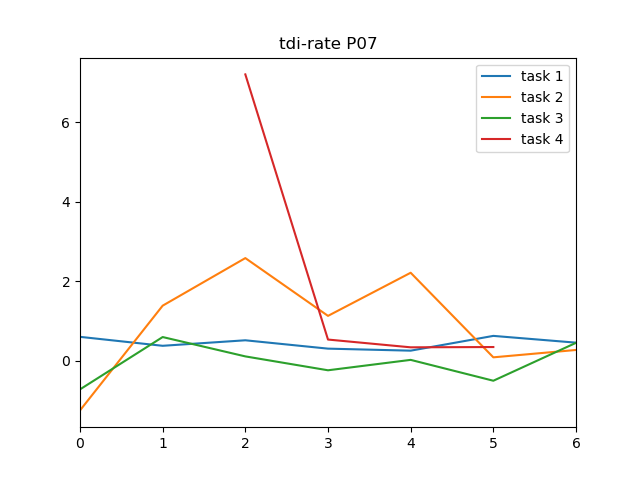 tdi-rate P07
task 1
task 2
task 3
task 4
6
4
2
0
0 1 2 3 4 5 6